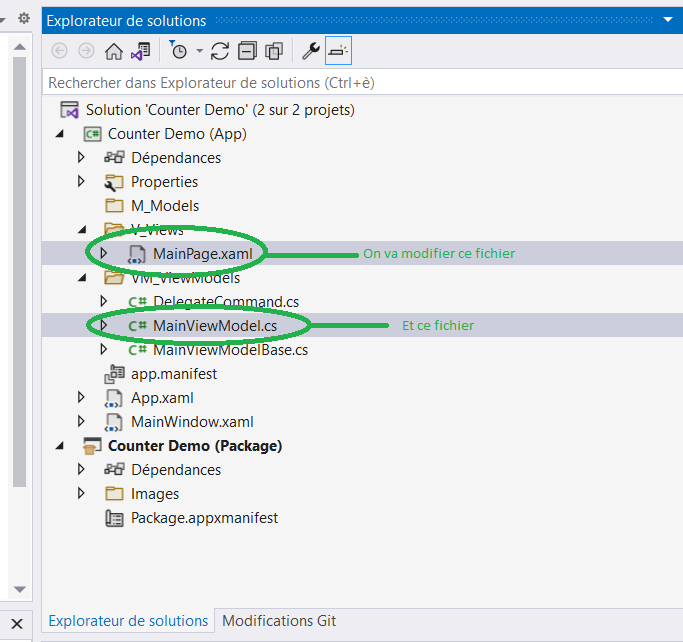 Explorateur de solutions
Rechercher dans Explorateur de solutions (Ctrl+è)
Solution 'Counter Demo' (2 sur 2 projets)
C# Counter Demo (App)
Dépendances
Properties
M_Models
V_Views
MainPage.xaml On va modifier ce fichier
VM_ViewModels
C# DelegateCommand.cs
C# MainViewModel.cs Et ce fichier
C# MainViewModelBase.cs
app.manifest
App.xaml
MainWindow.xaml
Counter Demo (Package)
Dépendances
Images
Package.appxmanifest
Explorateur de solutions Modifications Git